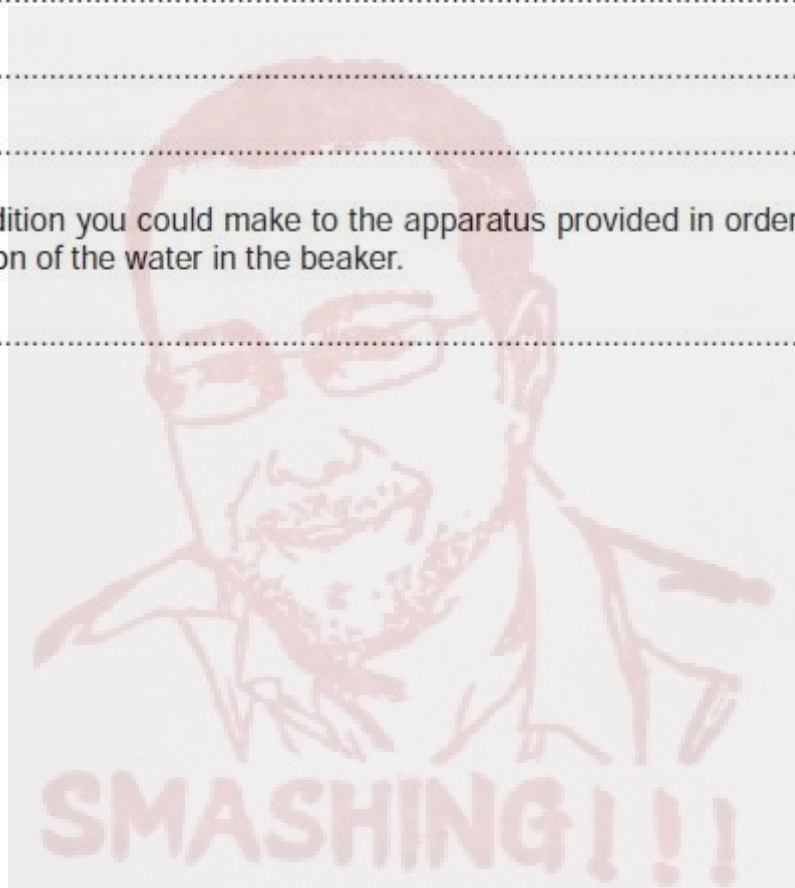 dition you could make to the apparatus provided in order
on of the water in the beaker.
SMASHING!!!